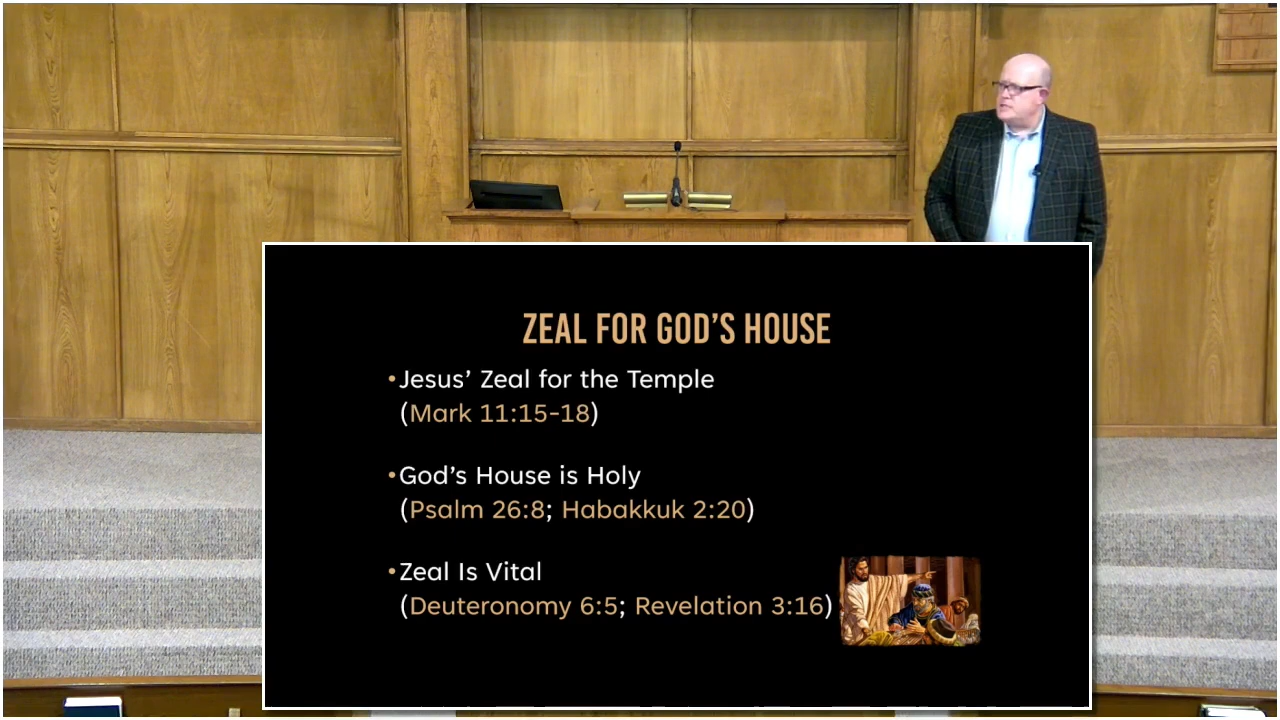 ZEAL FOR GOD'S HOUSE
•Jesus' Zeal for the Temple
(Mark 11:15-18)
•God's House is Holy
(Psalm 26:8; Habakkuk 2:20)
•Zeal Is Vital
(Deuteronomy 6:5; Revelation 3:16)